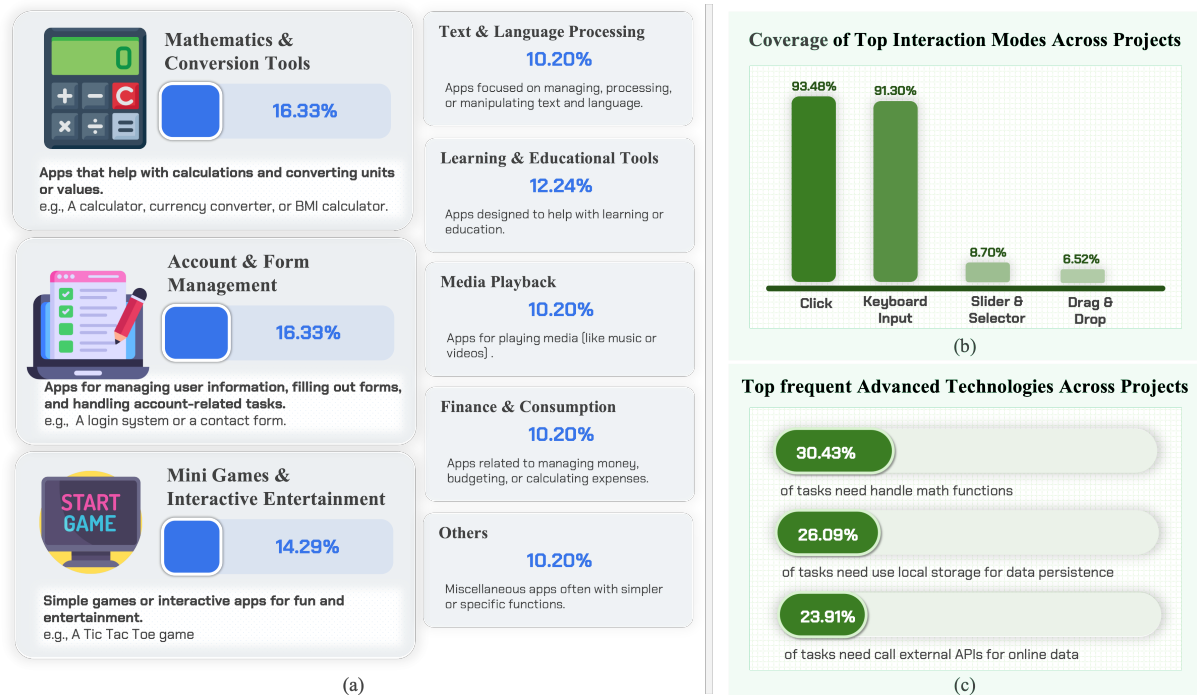 0
+ − C
× ÷ =
Mathematics &
Conversion Tools
16.33%
Apps that help with calculations and converting units
or values.
e.g., A calculator, currency converter, or BMI calculator.
Account & Form
Management
16.33%
Apps for managing user information, filling out forms,
and handling account-related tasks.
e.g., A login system or a contact form.
START
GAME
Mini Games &
Interactive Entertainment
14.29%
Simple games or interactive apps for fun and
entertainment.
e.g., A Tic Tac Toe game
Text & Language Processing
10.20%
Apps focused on managing, processing,
or manipulating text and language.
Learning & Educational Tools
12.24%
Apps designed to help with learning or
education.
Media Playback
10.20%
Apps for playing media (like music or
videos) .
Finance & Consumption
10.20%
Apps related to managing money,
budgeting, or calculating expenses.
Others
10.20%
Miscellaneous apps often with simpler
or specific functions.
(a)
Coverage of Top Interaction Modes Across Projects
93.48%
91.30%
8.70%
6.52%
Click
Keyboard
Input
Slider &
Selector
Drag &
Drop
(b)
Top frequent Advanced Technologies Across Projects
30.43%
of tasks need handle math functions
26.09%
of tasks need use local storage for data persistence
23.91%
of tasks need call external APIs for online data
(c)